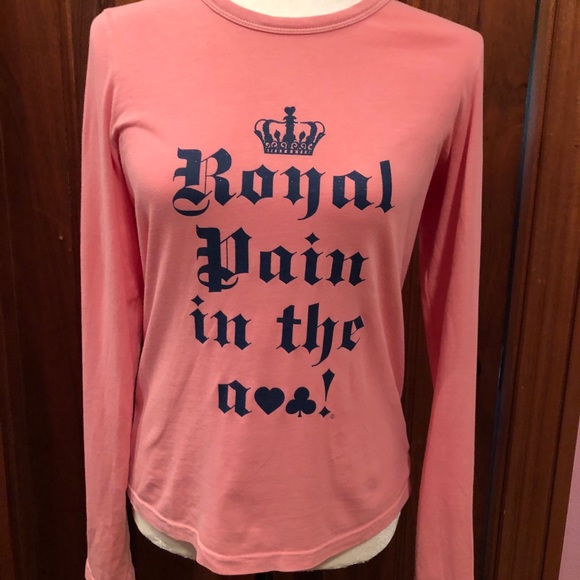 Royal
Pain
in the
a♥♣!